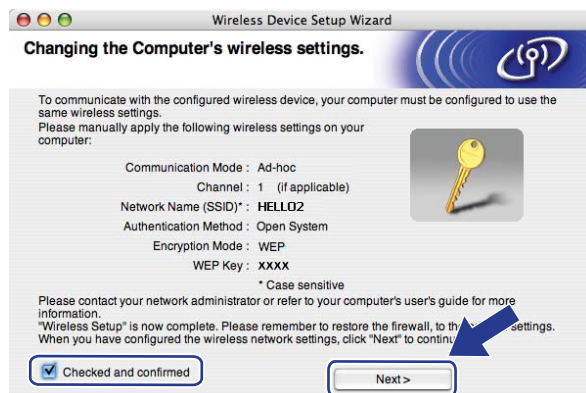 Wireless Device Setup Wizard
Changing the Computer's wireless settings.
To communicate with the configured wireless device, your computer must be configured to use the
same wireless settings.
Please manually apply the following wireless settings on your
computer:
Communication Mode : Ad-hoc
Channel : 1 (if applicable)
Network Name (SSID)* : HELLO2
Authentication Method : Open System
Encryption Mode : WEP
WEP Key : XXXX
* Case sensitive
Please contact your network administrator or refer to your computer's user's guide for more
information.
"Wireless Setup" is now complete. Please remember to restore the firewall, to the settings.
When you have configured the wireless network settings, click "Next" to
Checked and confirmed
Next >